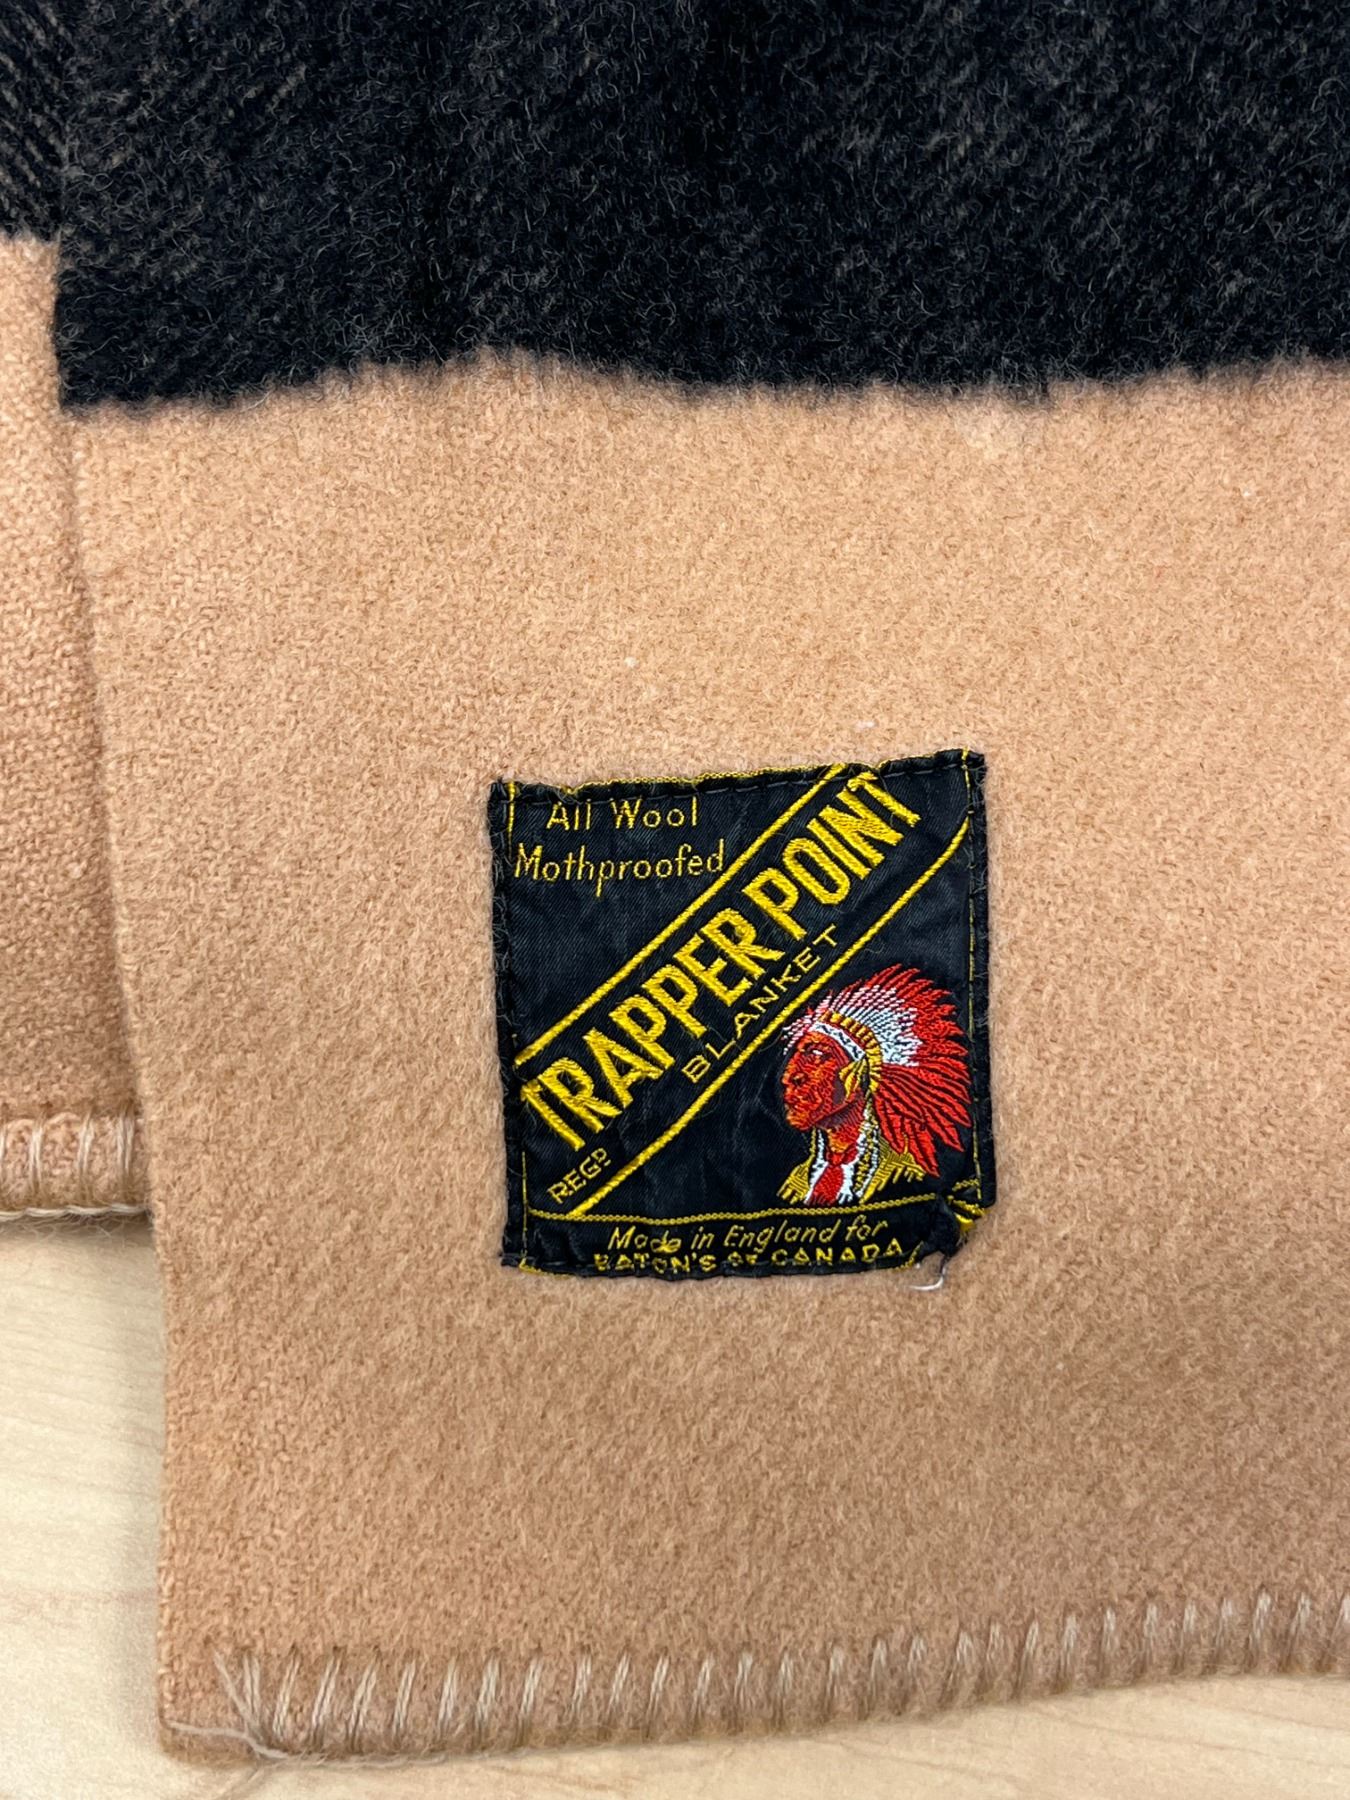 All Wool
Mothproofed
TRAPPER POINT
BLANKET
REGD
Made in England for
EATON'S OF CANADA